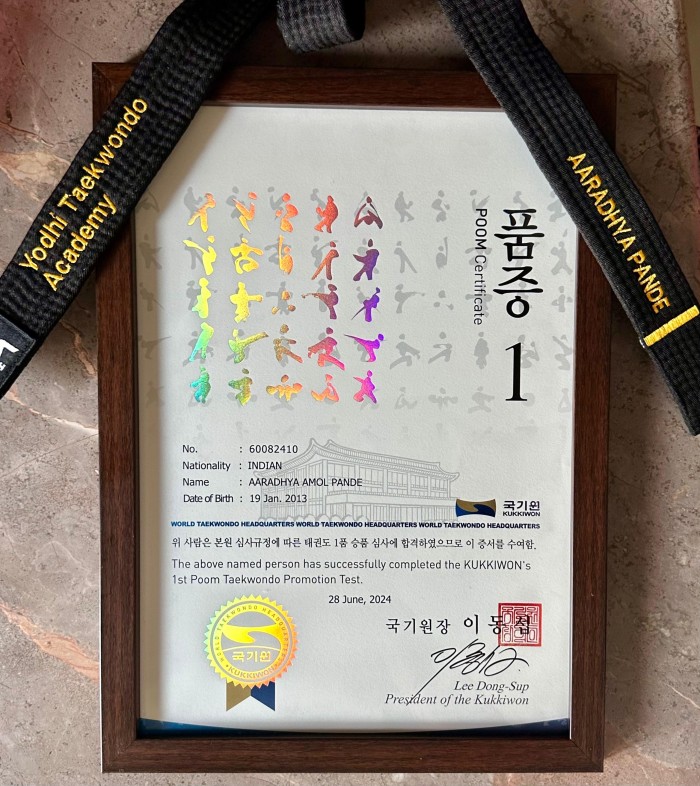 Yodhi Taekwondo
Academy
AARADHYA PANDE
품증
POOM Certificate
1
No. : 60082410
Nationality : INDIAN
Name : AARADHYA AMOL PANDE
Date of Birth : 19 Jan. 2013
국기원
KUKKIWON
WORLD TAEKWONDO HEADQUARTERS WORLD TAEKWONDO HEADQUARTERS WORLD TAEKWONDO HEADQUARTERS
위 사람은 본원 심사규정에 따른 태권도 1품 승품 심사에 합격하였으므로 이 증서를 수여함.
The above named person has successfully completed the KUKKIWON's
1st Poom Taekwondo Promotion Test.
28 June, 2024
국기원장 이동섭
Lee Dong-Sup
President of the Kukkiwon
WORLD TAEKWONDO HEADQUARTERS
국기원
KUKKIWON